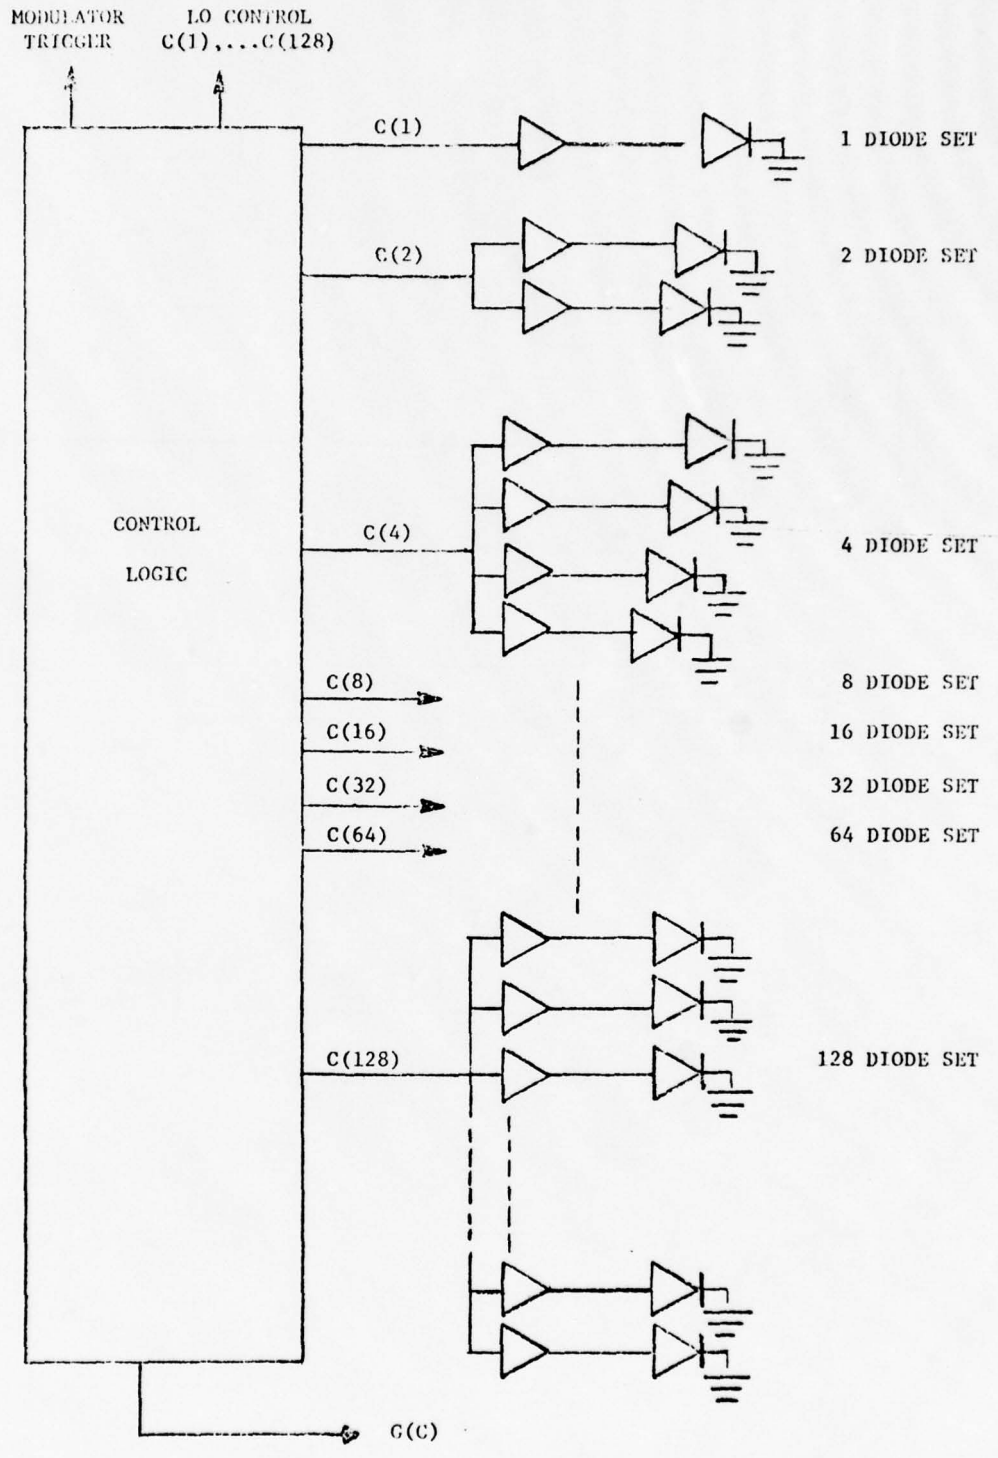 MODULATOR LO CONTROL
TRIGGER C(1),...C(128)
C(1) 1 DIODE SET
C(2) 2 DIODE SET
CONTROL
LOGIC
C(4) 4 DIODE SET
C(8) 8 DIODE SET
C(16) 16 DIODE SET
C(32) 32 DIODE SET
C(64) 64 DIODE SET
C(128) 128 DIODE SET
G(C)